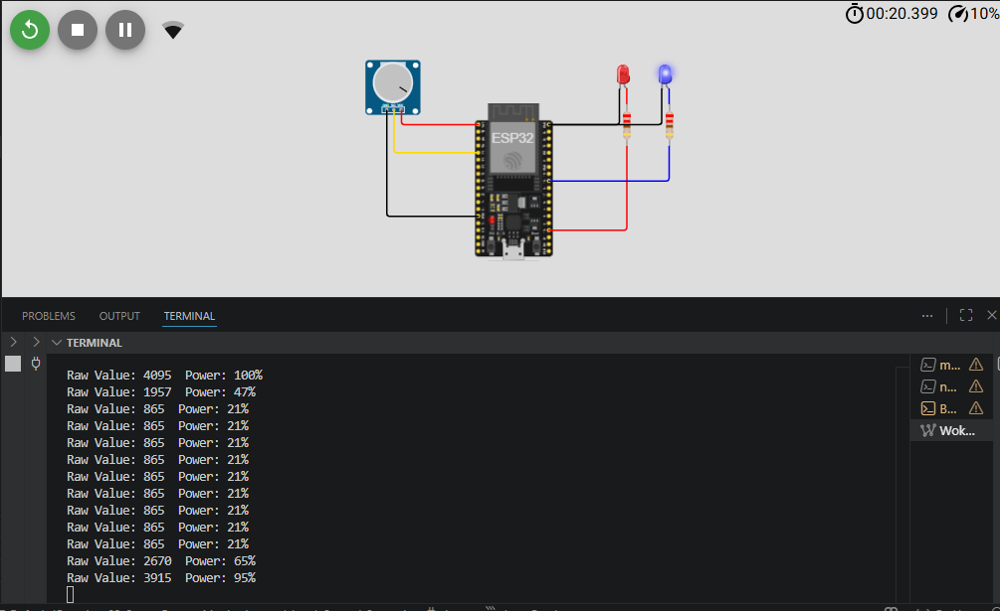 00:20.399 10%
ESP32
PROBLEMS OUTPUT TERMINAL
TERMINAL
Raw Value: 4095 Power: 100%
Raw Value: 1957 Power: 47%
Raw Value: 865 Power: 21%
Raw Value: 865 Power: 21%
Raw Value: 865 Power: 21%
Raw Value: 865 Power: 21%
Raw Value: 865 Power: 21%
Raw Value: 865 Power: 21%
Raw Value: 865 Power: 21%
Raw Value: 865 Power: 21%
Raw Value: 865 Power: 21%
Raw Value: 2670 Power: 65%
Raw Value: 3915 Power: 95%
m...
n...
B...
Wok...